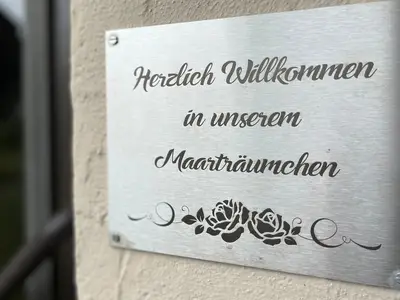 Herzlich Willkommen
in unserem
Maarträumchen